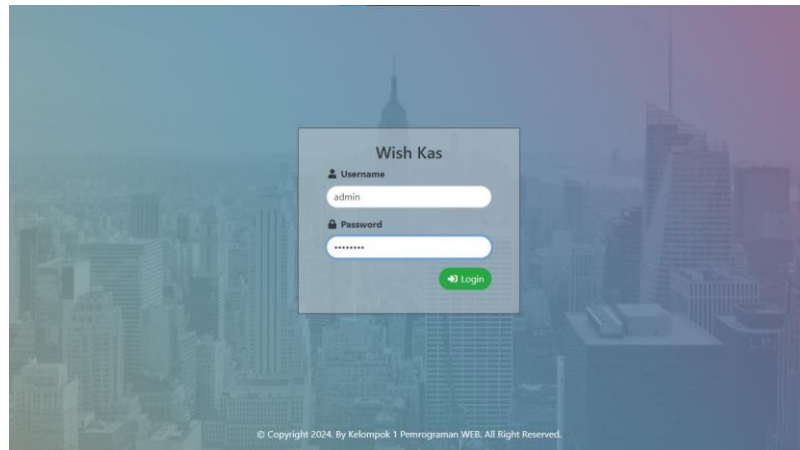 Wish Kas
Username
admin
Password
Login
© Copyright 2024. By Kelompok 1 Pemrograman WEB. All Right Reserved.